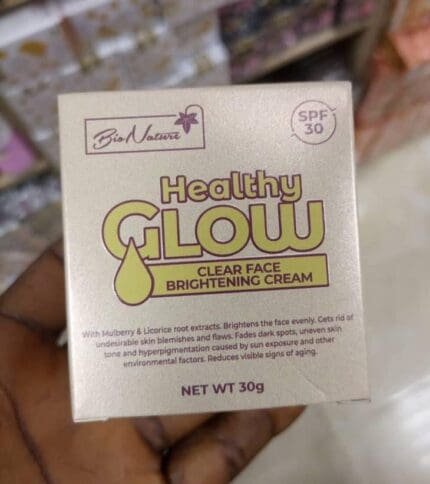 Bio Nature
SPF
30
Healthy
GLOW
CLEAR FACE
BRIGHTENING CREAM
With Mulberry & Licorice root extracts. Brightens the face evenly. Gets rid of
undesirable skin blemishes and flaws. Fades dark spots, uneven skin
tone and hyperpigmentation caused by sun exposure and other
environmental factors. Reduces visible signs of aging.
NET WT 30g